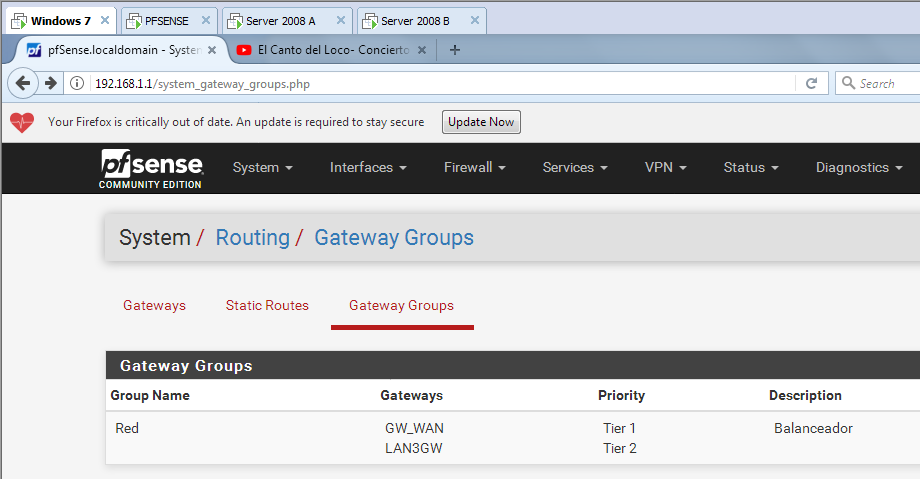 Windows 7 PFSENSE Server 2008 A Server 2008 B
pfSense.localdomain - System El Canto del Loco- Concierto
192.168.1.1/system_gateway_groups.php Search
Your Firefox is critically out of date. An update is required to stay secure Update Now
pfsense System Interfaces Firewall Services VPN Status Diagnostics
COMMUNITY EDITION
System / Routing / Gateway Groups
Gateways Static Routes Gateway Groups
Gateway Groups
Group Name Gateways Priority Description
Red GW_WAN Tier 1 Balanceador
LAN3GW Tier 2